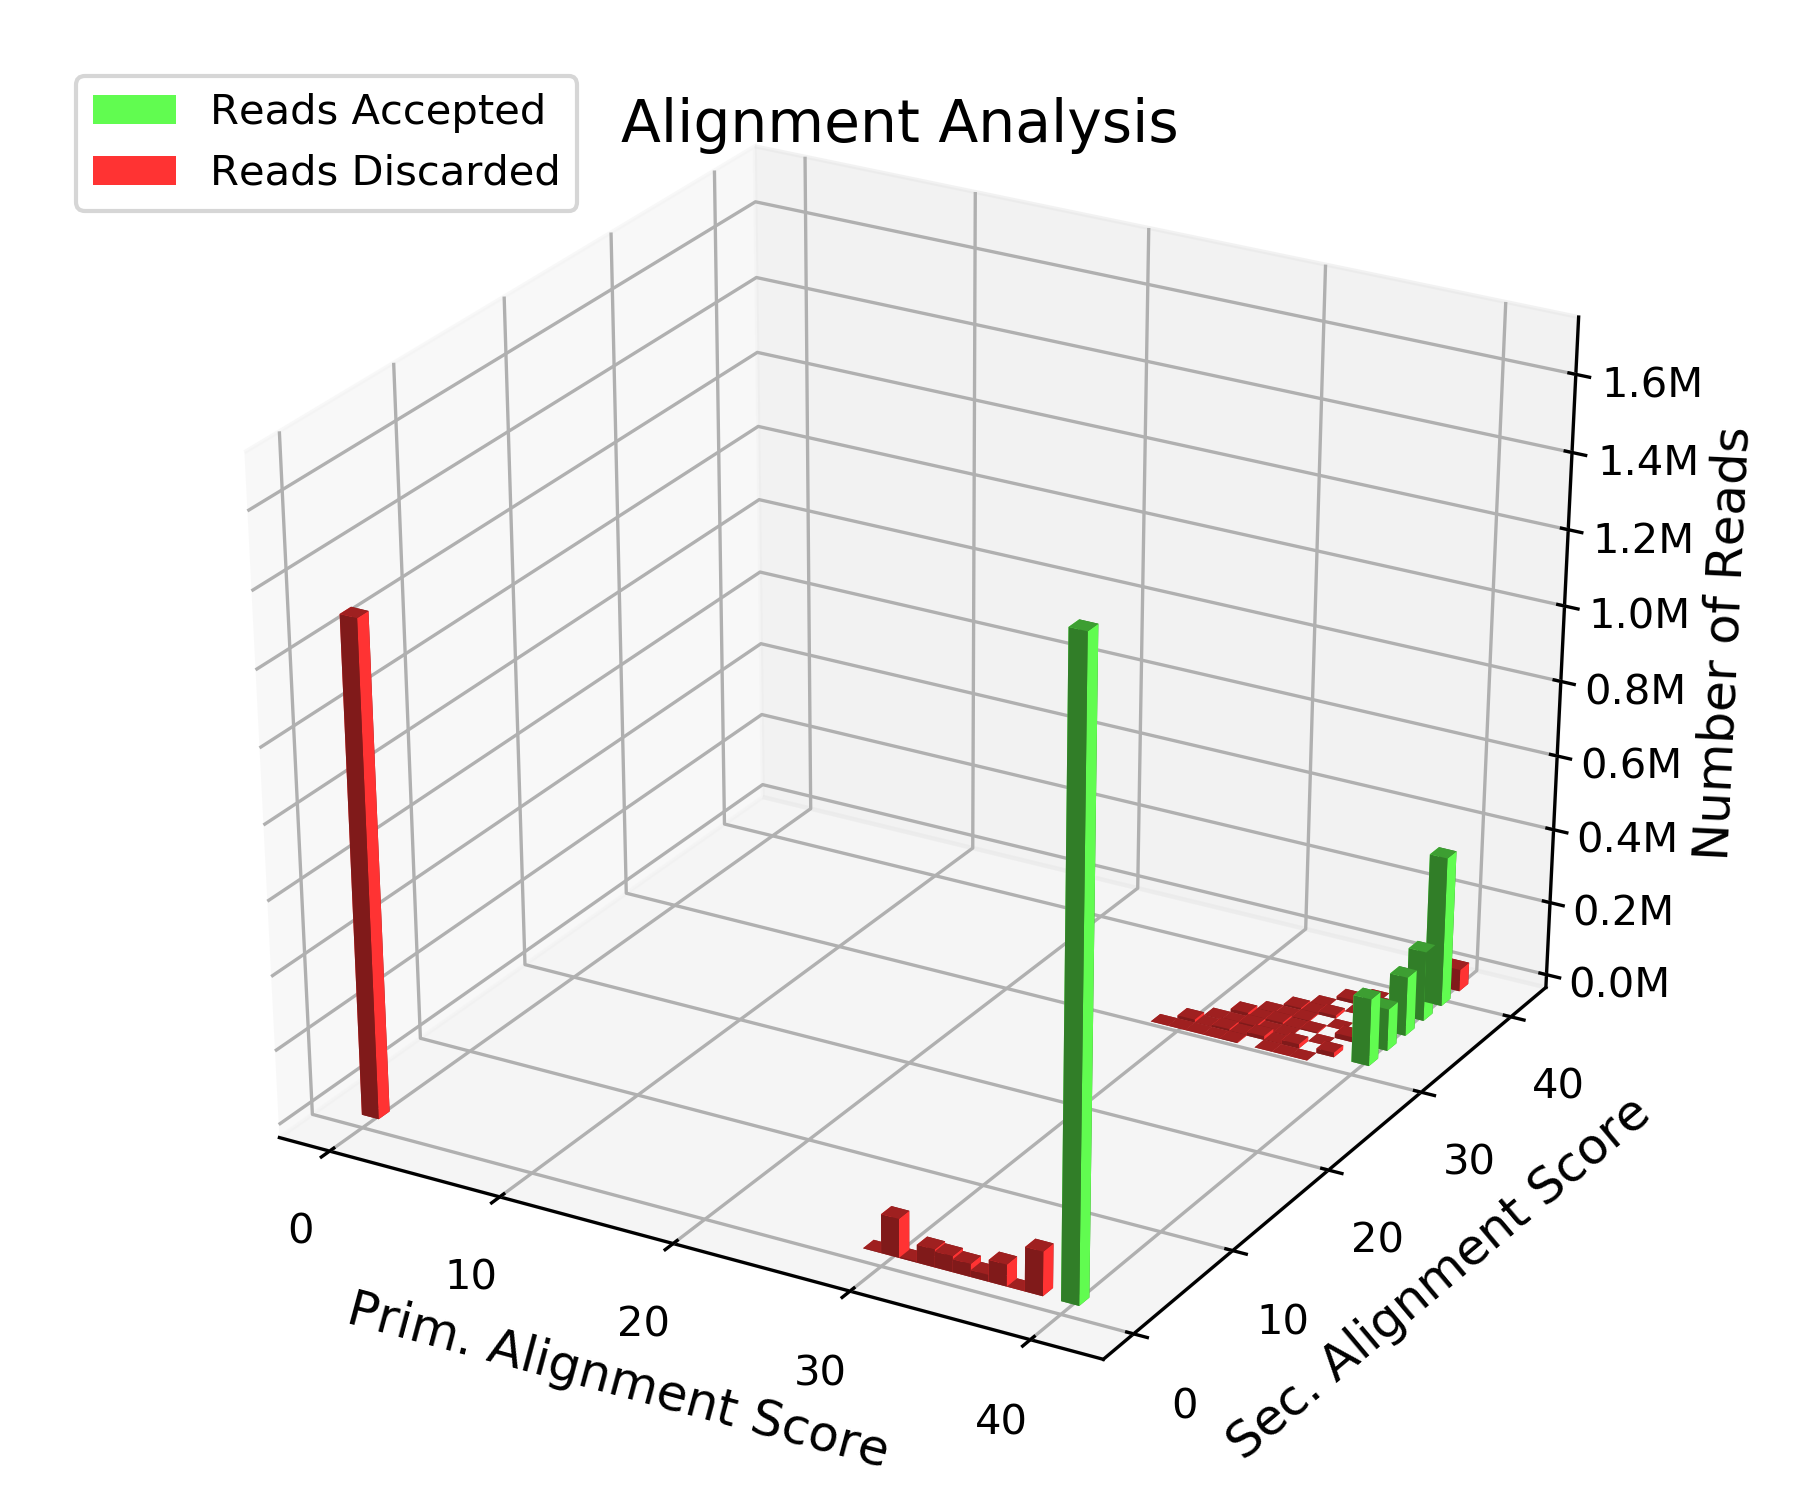 Reads Accepted
Reads Discarded
Alignment Analysis
1.6M
1.4M
1.2M
1.0M
0.8M
0.6M
0.4M
0.2M
0.0M
Number of Reads
0
10
20
30
40
Prim. Alignment Score
0
10
20
30
40
Sec. Alignment Score